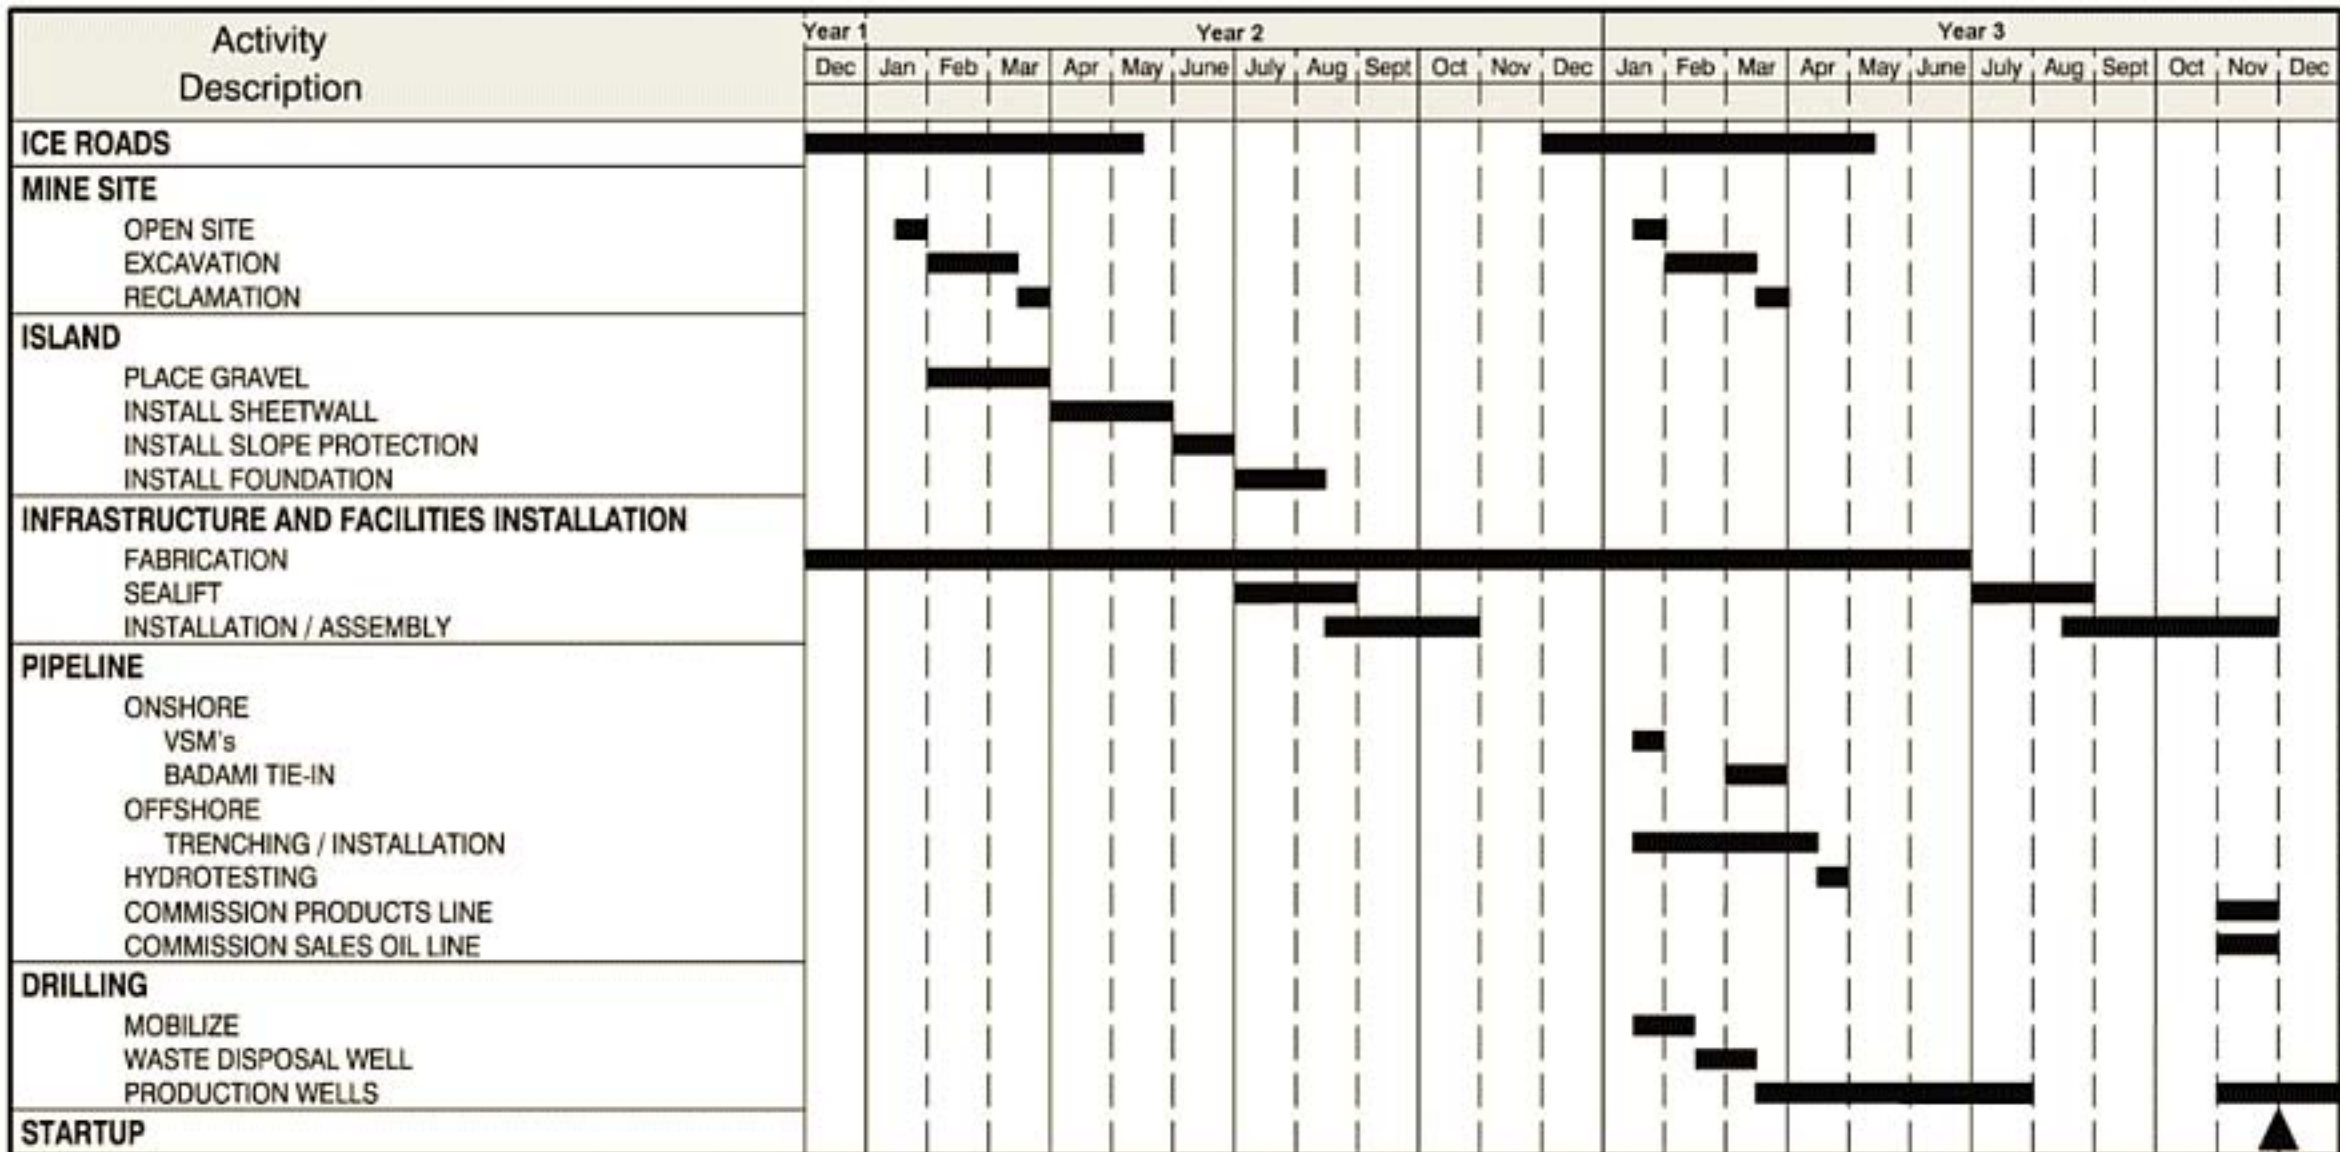 Activity
Description
Year 1 Year 2 Year 3
Dec Jan Feb Mar Apr May June July Aug Sept Oct Nov Dec Jan Feb Mar Apr May June July Aug Sept Oct Nov Dec
ICE ROADS
MINE SITE
OPEN SITE
EXCAVATION
RECLAMATION
ISLAND
PLACE GRAVEL
INSTALL SHEETWALL
INSTALL SLOPE PROTECTION
INSTALL FOUNDATION
INFRASTRUCTURE AND FACILITIES INSTALLATION
FABRICATION
SEALIFT
INSTALLATION / ASSEMBLY
PIPELINE
ONSHORE
VSM's
BADAMI TIE-IN
OFFSHORE
TRENCHING / INSTALLATION
HYDROTESTING
COMMISSION PRODUCTS LINE
COMMISSION SALES OIL LINE
DRILLING
MOBILIZE
WASTE DISPOSAL WELL
PRODUCTION WELLS
STARTUP